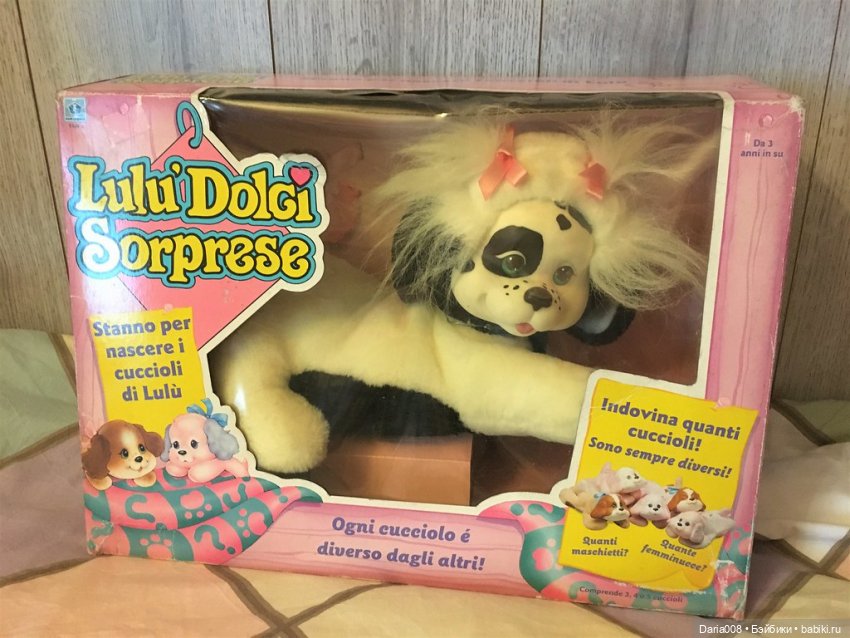 Lulu' Dolci
Sorprese
Da 3
anni in su
Stanno per
nascere i
cuccioli
di Lulù
Indovina quanti
cuccioli!
Sono sempre diversi!
Quanti
maschietti?
Quante
femminucce?
Ogni cucciolo é
diverso dagli altri!
Comprende 3, 4 o 5 cuccioli
Daria008 • Бэйбики • babiki.ru